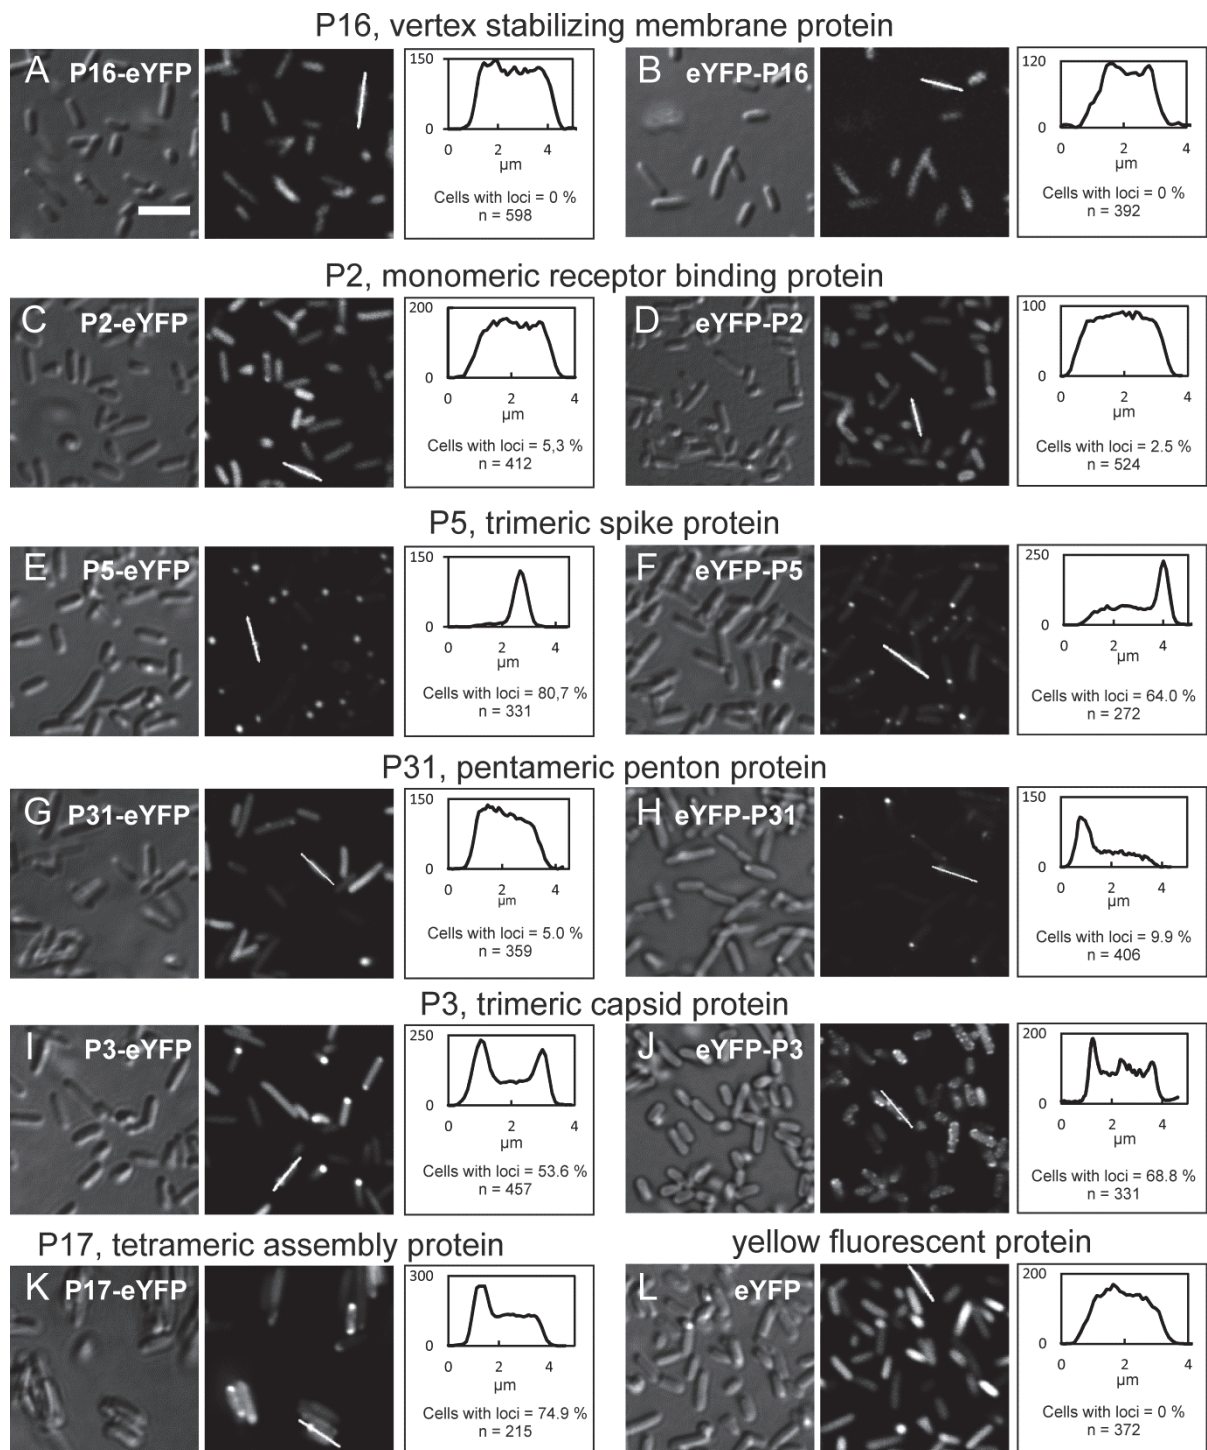 P16, vertex stabilizing membrane protein
A P16-eYFP
150
0
2 4
µm
Cells with loci = 0 %
n = 598
B eYFP-P16
120
0
0 2 4
µm
Cells with loci = 0 %
n = 392
P2, monomeric receptor binding protein
C P2-eYFP
200
0
0 2 4
µm
Cells with loci = 5,3 %
n = 412
D eYFP-P2
100
0
0 2 4
µm
Cells with loci = 2.5 %
n = 524
P5, trimeric spike protein
E P5-eYFP
150
0
0 2 4
µm
Cells with loci = 80,7 %
n = 331
F eYFP-P5
250
0
0 2 4
µm
Cells with loci = 64.0 %
n = 272
P31, pentameric penton protein
G P31-eYFP
150
0
0 2 4
µm
Cells with loci = 5.0 %
n = 359
H eYFP-P31
150
0
0 2 4
µm
Cells with loci = 9.9 %
n = 406
P3, trimeric capsid protein
I P3-eYFP
250
0
0 2 4
µm
Cells with loci = 53.6 %
n = 457
J eYFP-P3
200
0
0 2 4
µm
Cells with loci = 68.8 %
n = 331
P17, tetrameric assembly protein
yellow fluorescent protein
K P17-eYFP
300
0
0 2 4
µm
Cells with loci = 74.9 %
n = 215
L eYFP
200
0
0 2 4
µm
Cells with loci = 0 %
n = 372